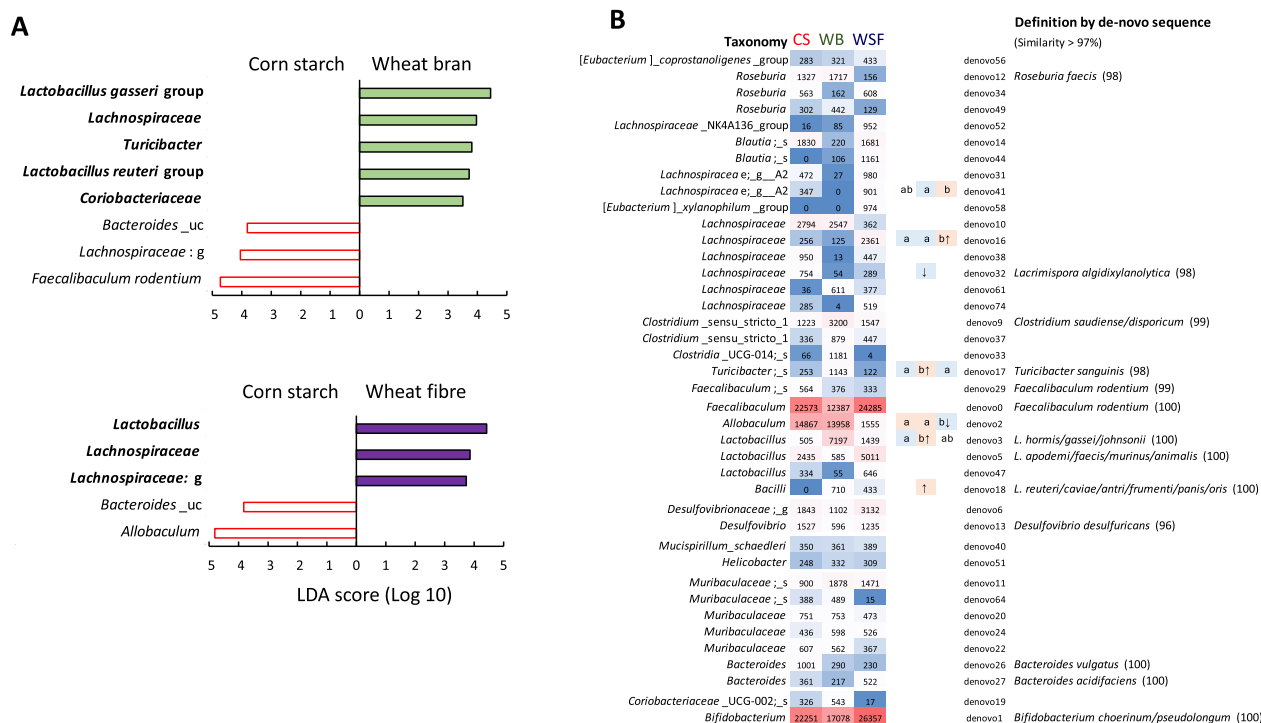 A
Corn starch Wheat bran
Lactobacillus gasseri group
Lachnospiraceae
Turicibacter
Lactobacillus reuteri group
Coriobacteriaceae
Bacteroides _uc
Lachnospiraceae : g
Faecalibaculum rodentium
5 4 3 2 1 0 1 2 3 4 5
Corn starch Wheat fibre
Lactobacillus
Lachnospiraceae
Lachnospiraceae: g
Bacteroides _uc
Allobaculum
5 4 3 2 1 0 1 2 3 4 5
LDA score (Log 10)
B
Definition by de-novo sequence
Taxonomy CS WB WSF (Similarity > 97%)
[Eubacterium ]_coprostanoligenes _group 283 321 433 denovo56
Roseburia 1327 1717 156 denovo12 Roseburia faecis (98)
Roseburia 563 162 608 denovo34
Roseburia 302 442 129 denovo49
Lachnospiraceae _NK4A136_group 16 85 952 denovo52
Blautia ;_s 1830 220 1681 denovo14
Blautia ;_s 0 106 1161 denovo44
Lachnospiracea e;_g__A2 472 27 980 denovo31
Lachnospiracea e;_g__A2 347 0 901 ab a b denovo41
[Eubacterium ]_xylanophilum _group 0 0 974 denovo58
Lachnospiraceae 2794 2547 362 denovo10
Lachnospiraceae 256 125 2361 a a b↑ denovo16
Lachnospiraceae 950 13 447 denovo38
Lachnospiraceae 754 54 289 ↓ denovo32 Lacrimispora algidixylanolytica (98)
Lachnospiraceae 36 611 377 denovo61
Lachnospiraceae 285 4 519 denovo74
Clostridium _sensu_stricto_1 1223 3200 1547 denovo9 Clostridium saudiense/disporicum (99)
Clostridium _sensu_stricto_1 336 879 447 denovo37
Clostridia _UCG-014;_s 66 1181 4 denovo33
Turicibacter ;_s 253 1143 122 a b↑ a denovo17 Turicibacter sanguinis (98)
Faecalibaculum ;_s 564 376 333 denovo29 Faecalibaculum rodentium (99)
Faecalibaculum 22573 12387 24285 denovo0 Faecalibaculum rodentium (100)
Allobaculum 14867 13958 1555 a a b↓ denovo2
Lactobacillus 505 7197 1439 a b↑ ab denovo3 L. hormis/gassei/johnsonii (100)
Lactobacillus 2435 585 5011 denovo5 L. apodemi/faecis/murinus/animalis (100)
Lactobacillus 334 55 646 denovo47
Bacilli 0 710 433 ↑ denovo18 L. reuteri/caviae/antri/frumenti/panis/oris (100)
Desulfovibrionaceae ;_g 1843 1102 3132 denovo6
Desulfovibrio 1527 596 1235 denovo13 Desulfovibrio desulfuricans (96)
Mucispirillum_schaedleri 350 361 389 denovo40
Helicobacter 248 332 309 denovo51
Muribaculaceae ;_s 900 1878 1471 denovo11
Muribaculaceae ;_s 388 489 15 denovo64
Muribaculaceae 751 753 473 denovo20
Muribaculaceae 436 598 526 denovo24
Muribaculaceae 607 562 367 denovo22
Bacteroides 1001 290 230 denovo26 Bacteroides vulgatus (100)
Bacteroides 361 217 522 denovo27 Bacteroides acidifaciens (100)
Coriobacteriaceae _UCG-002;_s 326 543 17 denovo19
Bifidobacterium 22251 17078 26357 denovo1 Bifidobacterium choerinum/pseudolongum (100)